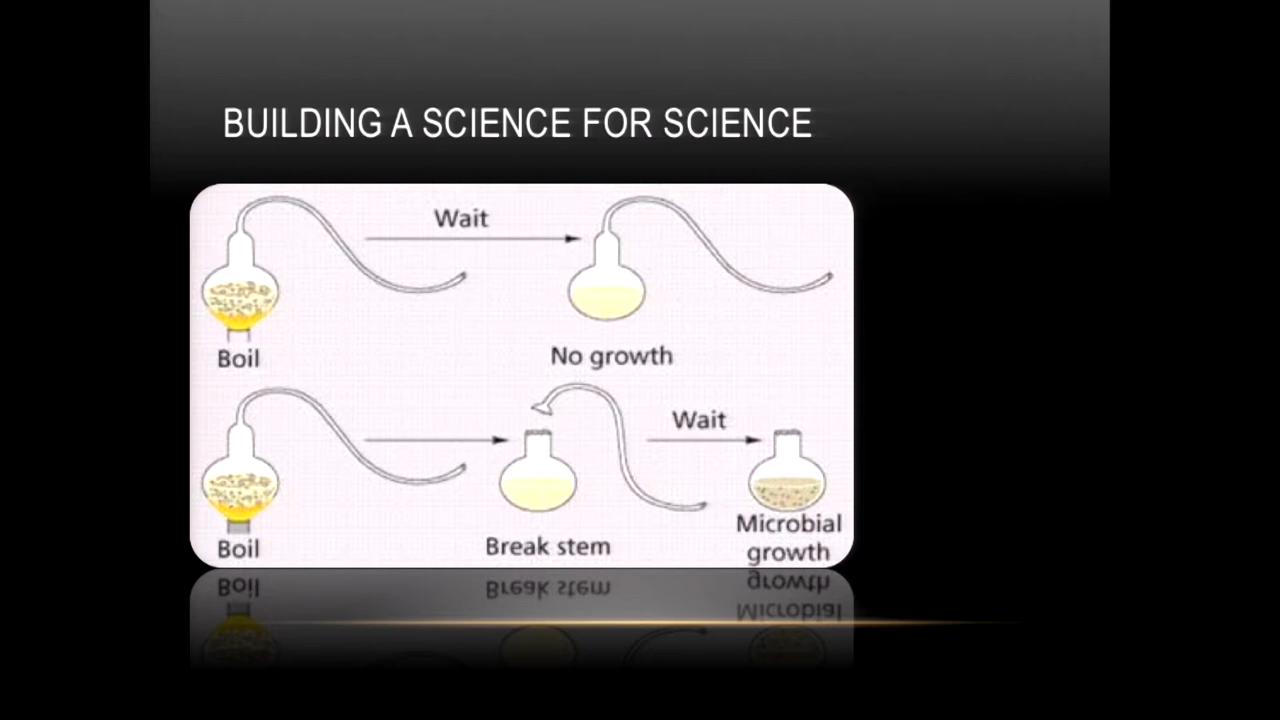 BUILDING A SCIENCE FOR SCIENCE
Wait
Boil
No growth
Wait
Boil
Break stem
Microbial
growth